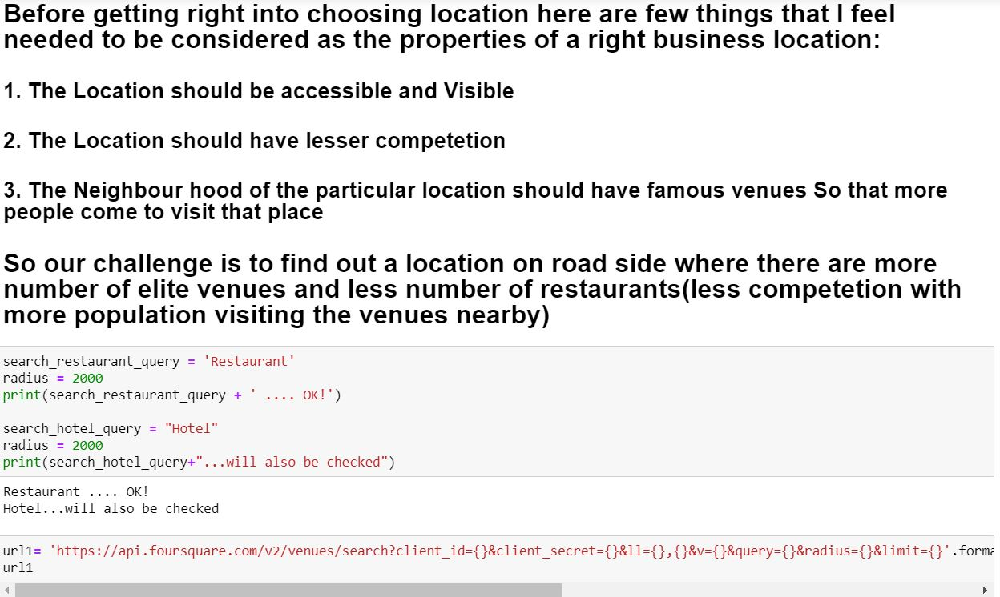 Before getting right into choosing location here are few things that I feel
needed to be considered as the properties of a right business location:
1. The Location should be accessible and Visible
2. The Location should have lesser competetion
3. The Neighbour hood of the particular location should have famous venues So that more
people come to visit that place
So our challenge is to find out a location on road side where there are more
number of elite venues and less number of restaurants(less competetion with
more population visiting the venues nearby)
search_restaurant_query = 'Restaurant'
radius = 2000
print(search_restaurant_query + ' .... OK!')
search_hotel_query = "Hotel"
radius = 2000
print(search_hotel_query+"...will also be checked")
Restaurant .... OK!
Hotel...will also be checked
url1= 'https://api.foursquare.com/v2/venues/search?client_id={}&client_secret={}&ll={},{}&v={}&query={}&radius={}&limit={}'.forma
url1